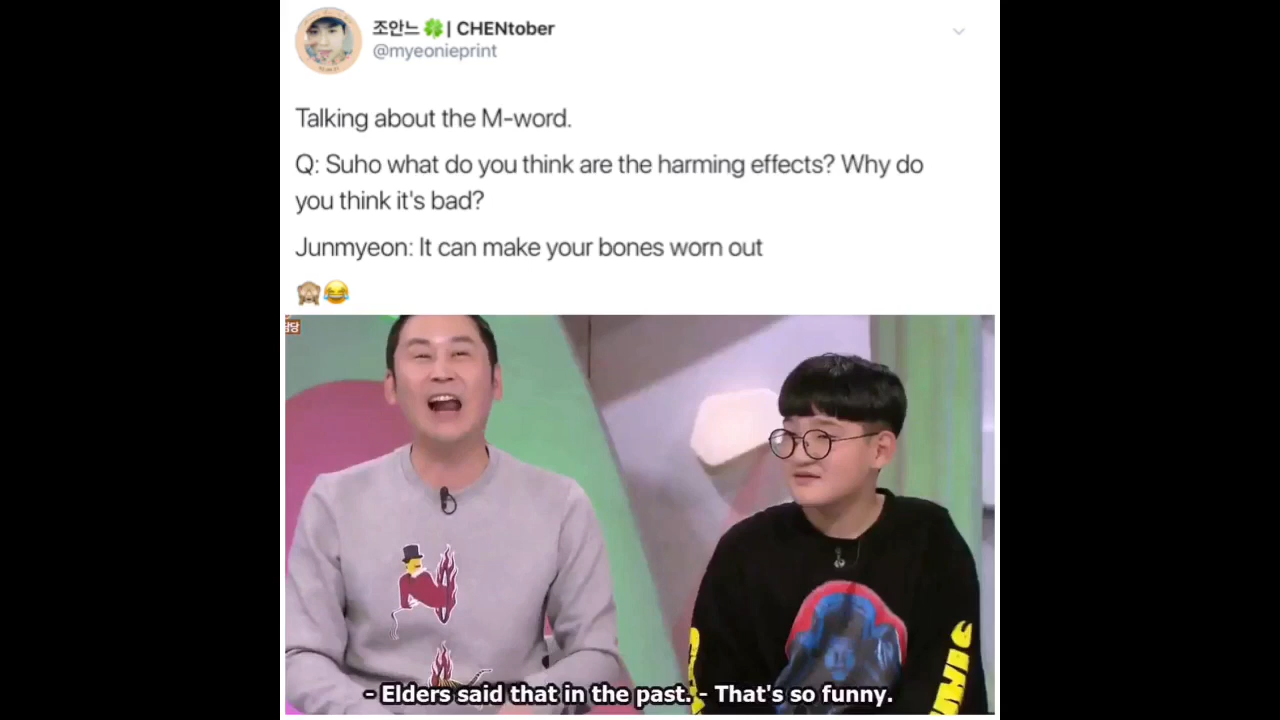 조안느🍀| CHENtober
@myeonieprint
Talking about the M-word.
Q: Suho what do you think are the harming effects? Why do
you think it's bad?
Junmyeon: It can make your bones worn out
🙈😂
- Elders said that in the past. - That's so funny.